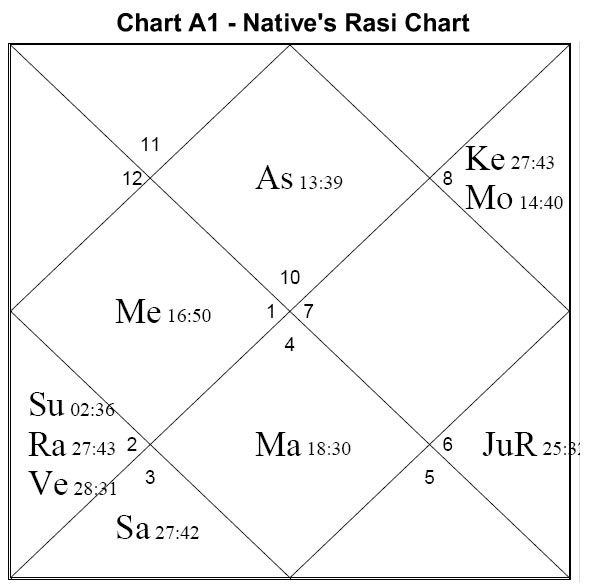 Chart A1 - Native's Rasi Chart
11
12
As 13:39
8
Ke 27:43
Mo 14:40
10
Me 16:50
1
7
4
Su 02:36
Ra 27:43
Ve 28:31
2
3
Ma 18:30
6
5
JuR
Sa 27:42